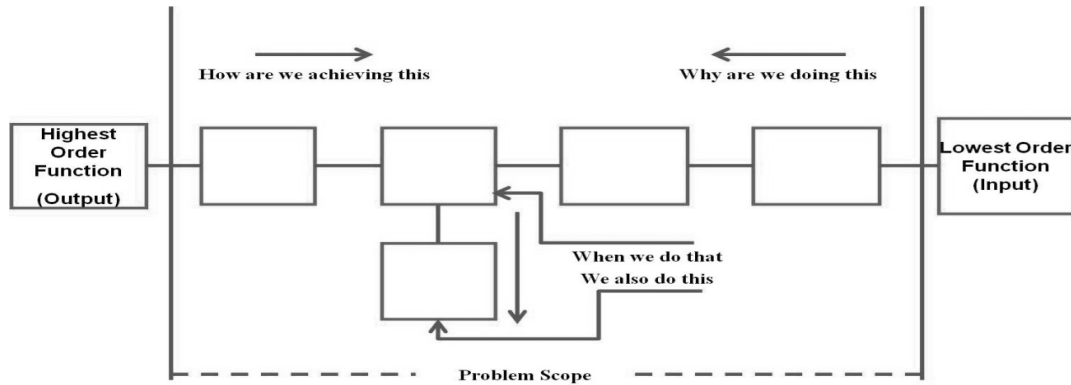 How are we achieving this
Why are we doing this
Highest
Order
Function
(Output)
Lowest Order
Function
(Input)
When we do that
We also do this
Problem Scope